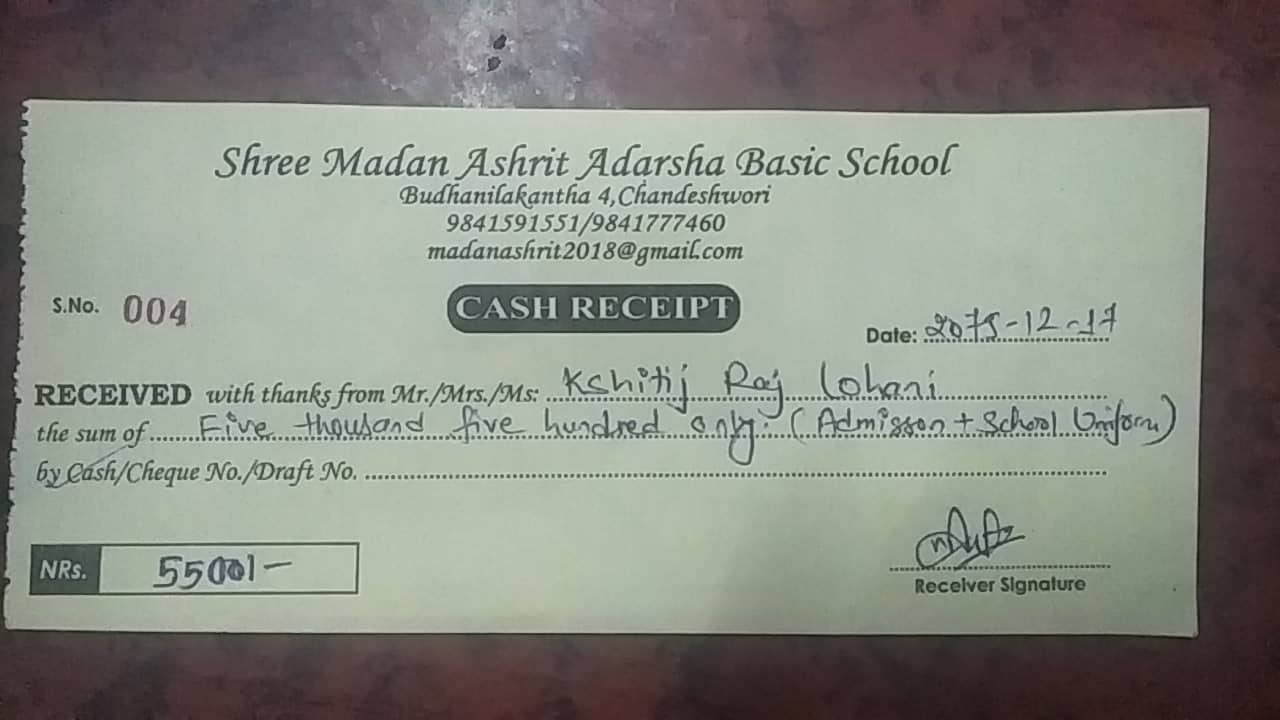 Shree Madan Ashrit Adarsha Basic School
Budhanilakantha 4,Chandeshwori
9841591551/9841777460
madanashrit2018@gmail.com
S.No. 004
CASH RECEIPT
Date: 2075-12-17
RECEIVED with thanks from Mr./Mrs./Ms: Kshitij Raj Lohani
the sum of Five thousand five hundred only. (Admisson + School Uniform)
by Cash/Cheque No./Draft No.
NRs. 5500/-
Receiver Signature